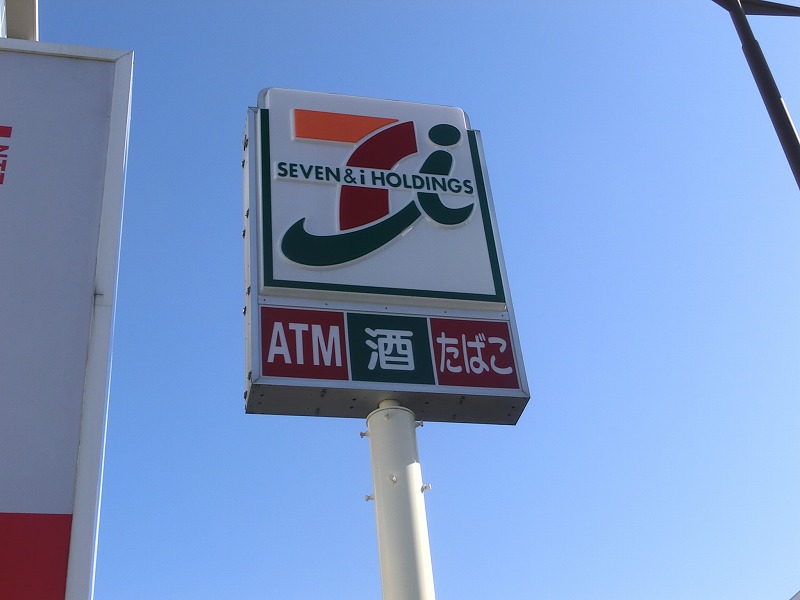 SEVEN & i HOLDINGS
ATM 酒 たばこ